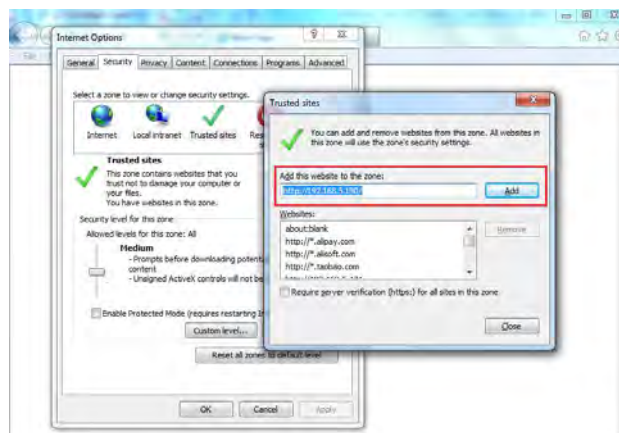 Internet Options
General Security Privacy Content Connections Programs Advanced
Select a zone to view or change security settings.
Internet Local intranet Trusted sites
Trusted sites
This zone contains websites that you
trust not to damage your computer or
your files.
You have websites in this zone.
Security level for this zone
Allowed levels for this zone: All
Medium
- Prompts before downloading
content
- Unsigned ActiveX controls will not be
Enable Protected Mode (requires restarting
Custom level...
Reset all zones to default level
OK Cancel Apply
Trusted sites
You can add and remove websites from this zone. All websites in
this zone will use the zone's security settings.
Add this website to the zone:
http://192.168.5.190/
Add
Websites:
about:blank
http://*.alipay.com
http://*.alisoft.com
http://*.taobao.com
Remove
Require server verification (https:) for all sites in this zone
Close